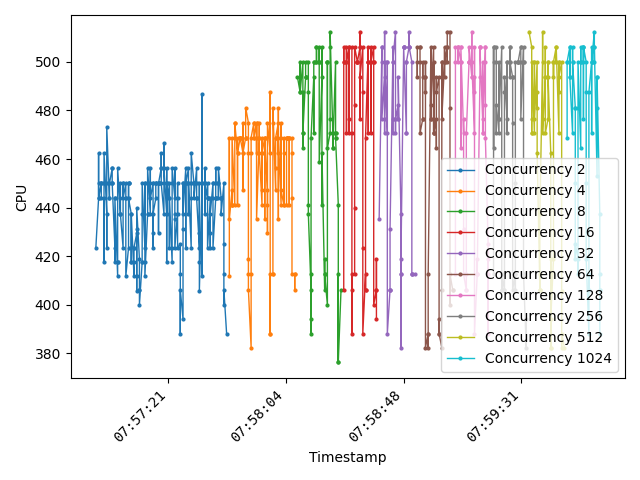 500
480
460
440
420
400
380
CPU
07:57:21
07:58:04
07:58:48
07:59:31
Timestamp
Concurrency 2
Concurrency 4
Concurrency 8
Concurrency 16
Concurrency 32
Concurrency 64
Concurrency 128
Concurrency 256
Concurrency 512
Concurrency 1024